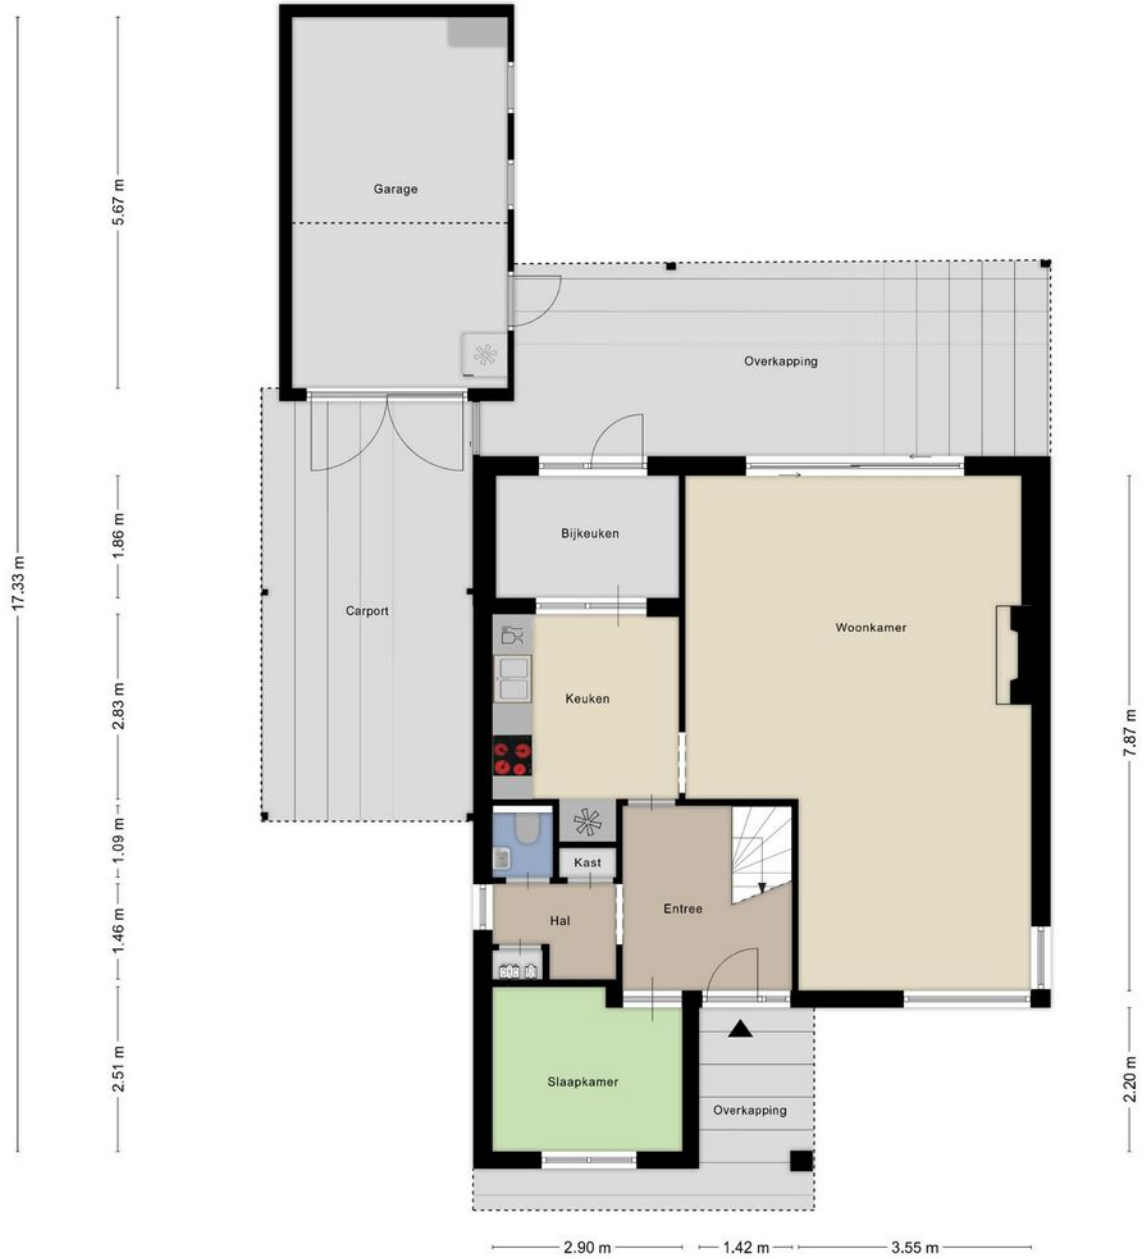 Garage
5.67 m
Overkapping
17.33 m
1.86 m
Bijkeuken
Carport
Woonkamer
2.83 m
Keuken
7.87 m
1.09 m
Kast
1.46 m
Hal
Entree
2.51 m
Slaapkamer
Overkapping
2.20 m
2.90 m
1.42 m
3.55 m